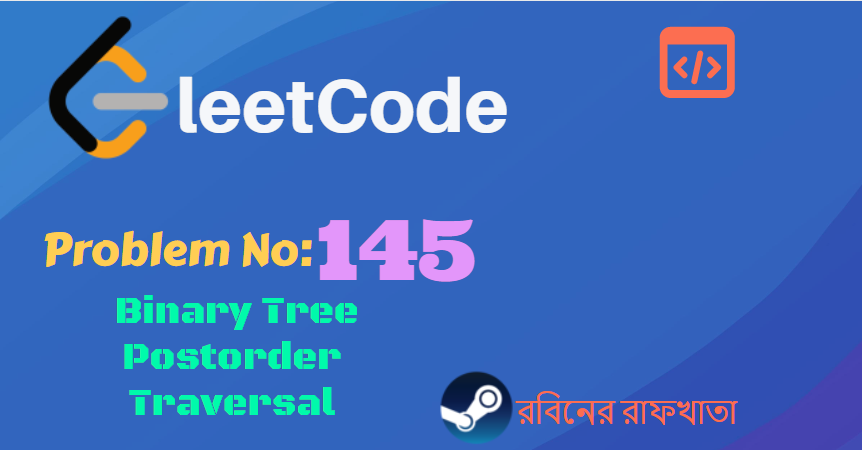 leetCode
</>
Problem No:145
Binary Tree
Postorder
Traversal
রবিনের রাফখাতা